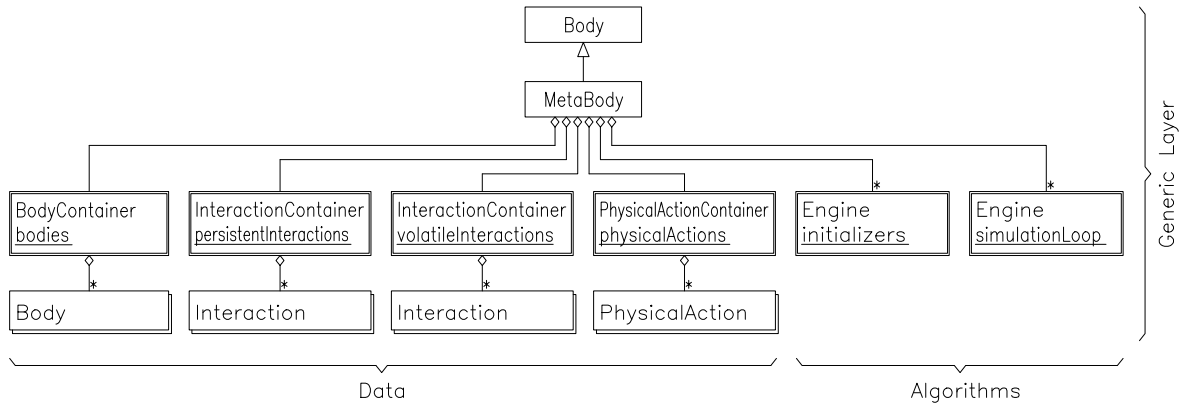 Body
MetaBody
BodyContainer
bodies
InteractionContainer
persistentInteractions
InteractionContainer
volatileInteractions
PhysicalActionContainer
physicalActions
*
Engine
initializers
*
Engine
simulationLoop
*
Body
*
Interaction
*
Interaction
*
PhysicalAction
Data
Algorithms
Generic Layer